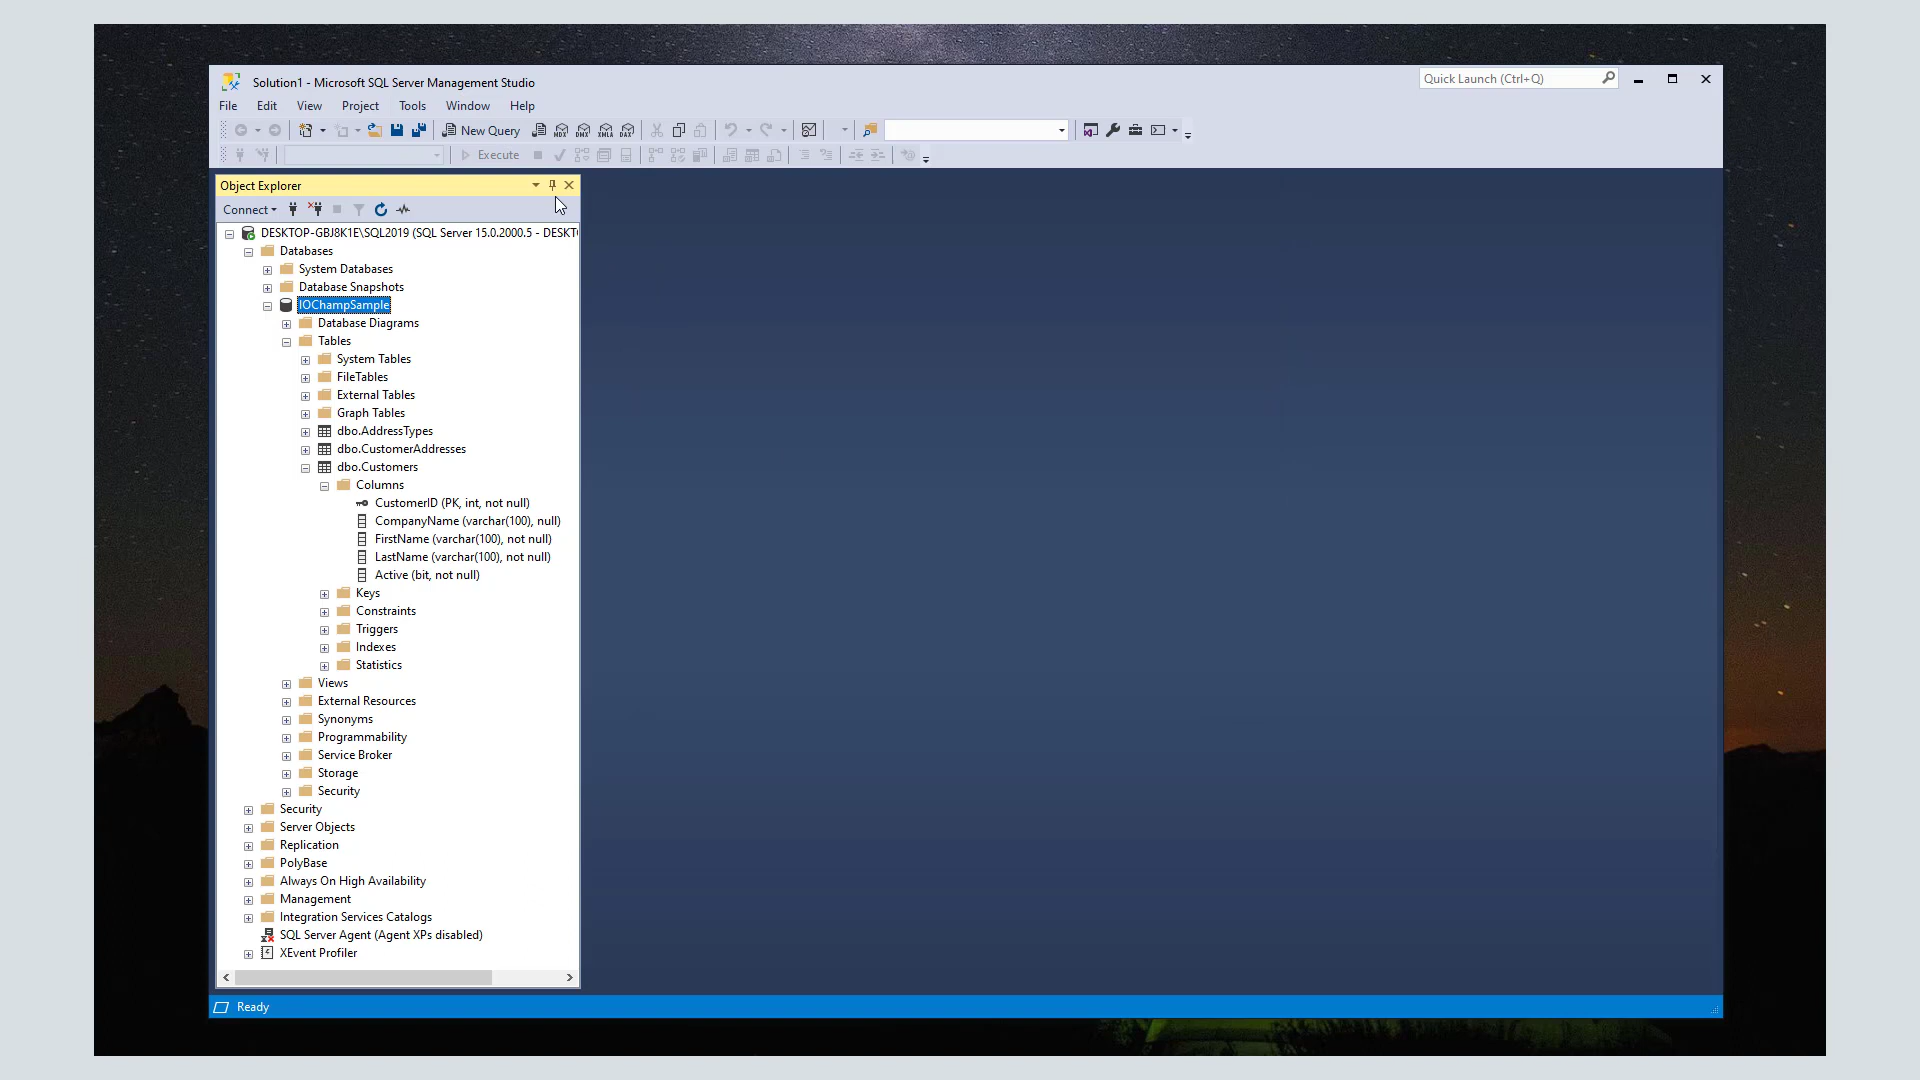 Solution1 - Microsoft SQL Server Management Studio
Quick Launch (Ctrl+Q)
File Edit View Project Tools Window Help
New Query MDX DMX XMLA DAX
Execute
Object Explorer
Connect
DESKTOP-GBJ8K1E\SQL2019 (SQL Server 15.0.2000.5 - DESKT
Databases
System Databases
Database Snapshots
IOChampSample
Database Diagrams
Tables
System Tables
FileTables
External Tables
Graph Tables
dbo.AddressTypes
dbo.CustomerAddresses
dbo.Customers
Columns
CustomerID (PK, int, not null)
CompanyName (varchar(100), null)
FirstName (varchar(100), not null)
LastName (varchar(100), not null)
Active (bit, not null)
Keys
Constraints
Triggers
Indexes
Statistics
Views
External Resources
Synonyms
Programmability
Service Broker
Storage
Security
Security
Server Objects
Replication
PolyBase
Always On High Availability
Management
Integration Services Catalogs
SQL Server Agent (Agent XPs disabled)
XEvent Profiler
Ready